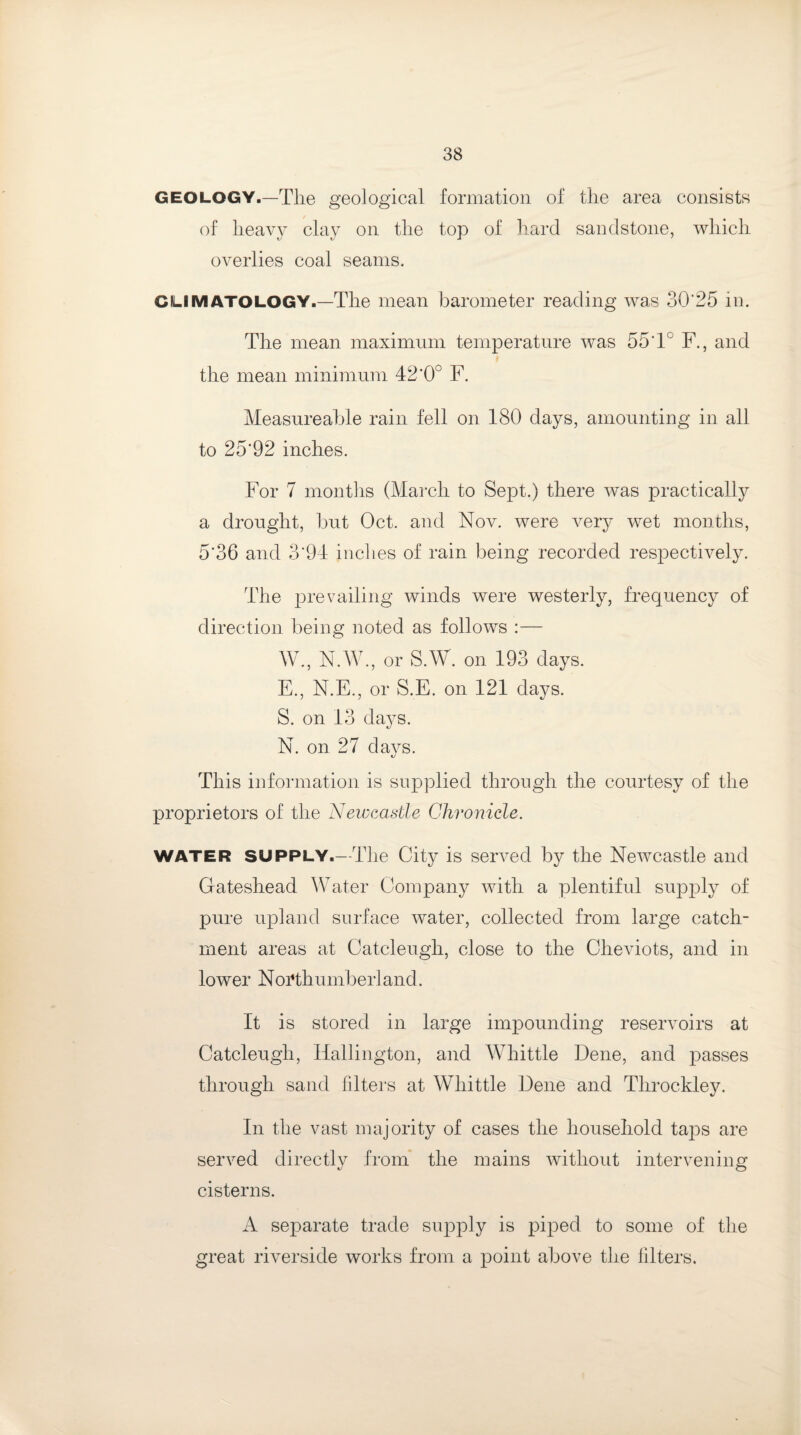 38
GEOLOGY.—The geological formation of the area consists
of heavy clay on the top of hard sandstone, which
overlies coal seams.
CLIMATOLOGY.—The mean barometer reading was 30·25 in.
The mean maximum temperature was 55·1° F., and
the mean minimum 42·0° F.
Measureable rain fell on 180 days, amounting in all
to 25·92 inches.
For 7 months (March to Sept.) there was practically
a drought, but Oct. and Nov. were very wet months,
5·36 and 3·94 inches of rain being recorded respectively.
The prevailing winds were westerly, frequency of
direction being noted as follows :—
W., N.W., or S.W. on 193 days.
E., N.E., or S.E. on 121 days.
S. on 13 days.
N. on 27 days.
This information is supplied through the courtesy of the
proprietors of the Newcastle Chronicle.
WATER SUPPLY.—The City is served by the Newcastle and
Gateshead Water Company with a plentiful supply of
pure upland surface water, collected from large catch-
ment areas at Catcleugh, close to the Cheviots, and in
lower Northumberland.
It is stored in large impounding reservoirs at
Catcleugh, Hallington, and Whittle Dene, and passes
through sand filters at Whittle Dene and Throckley.
In the vast majority of cases the household taps are
served directly from the mains without intervening
cisterns.
A separate trade supply is piped to some of the
great riverside works from a point above the filters.